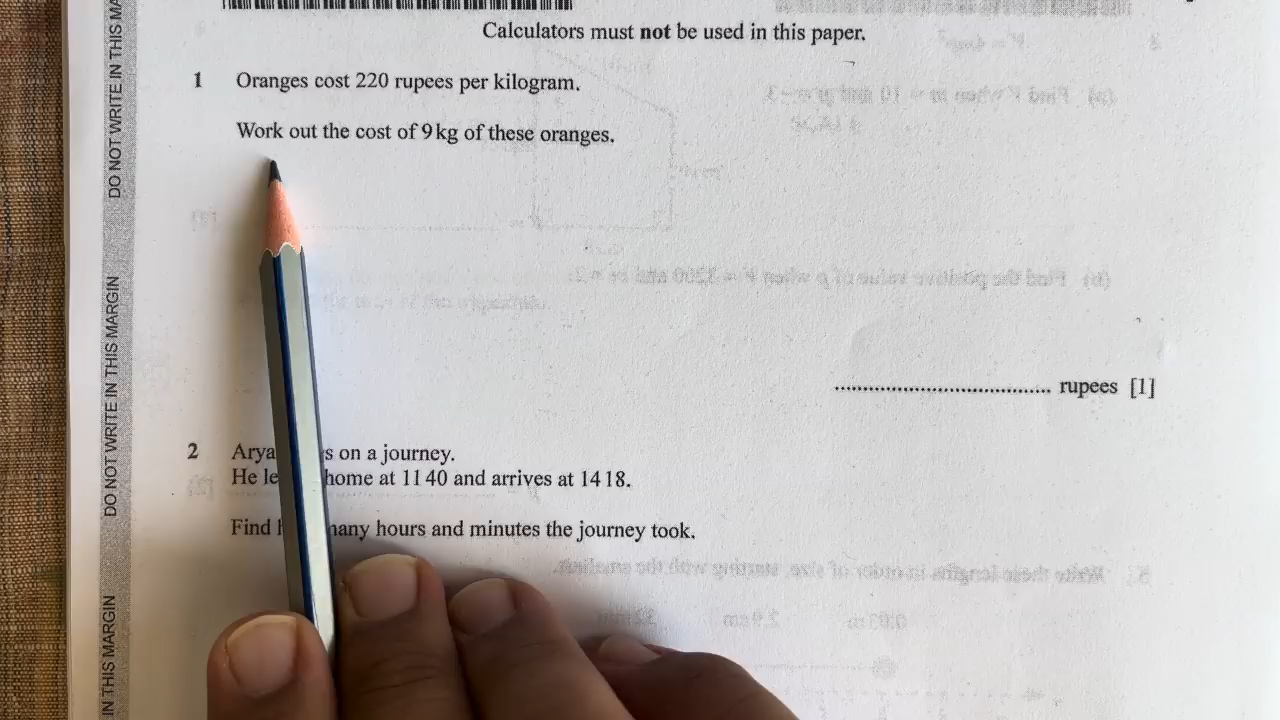 Calculators must not be used in this paper.
1 Oranges cost 220 rupees per kilogram.
Work out the cost of 9 kg of these oranges.
.................................... rupees [1]
2 Arya s on a journey.
He le home at 11 40 and arrives at 14 18.
Find many hours and minutes the journey took.
DO NOT WRITE IN THIS MA
DO NOT WRITE IN THIS MARGIN
IN THIS MARGIN